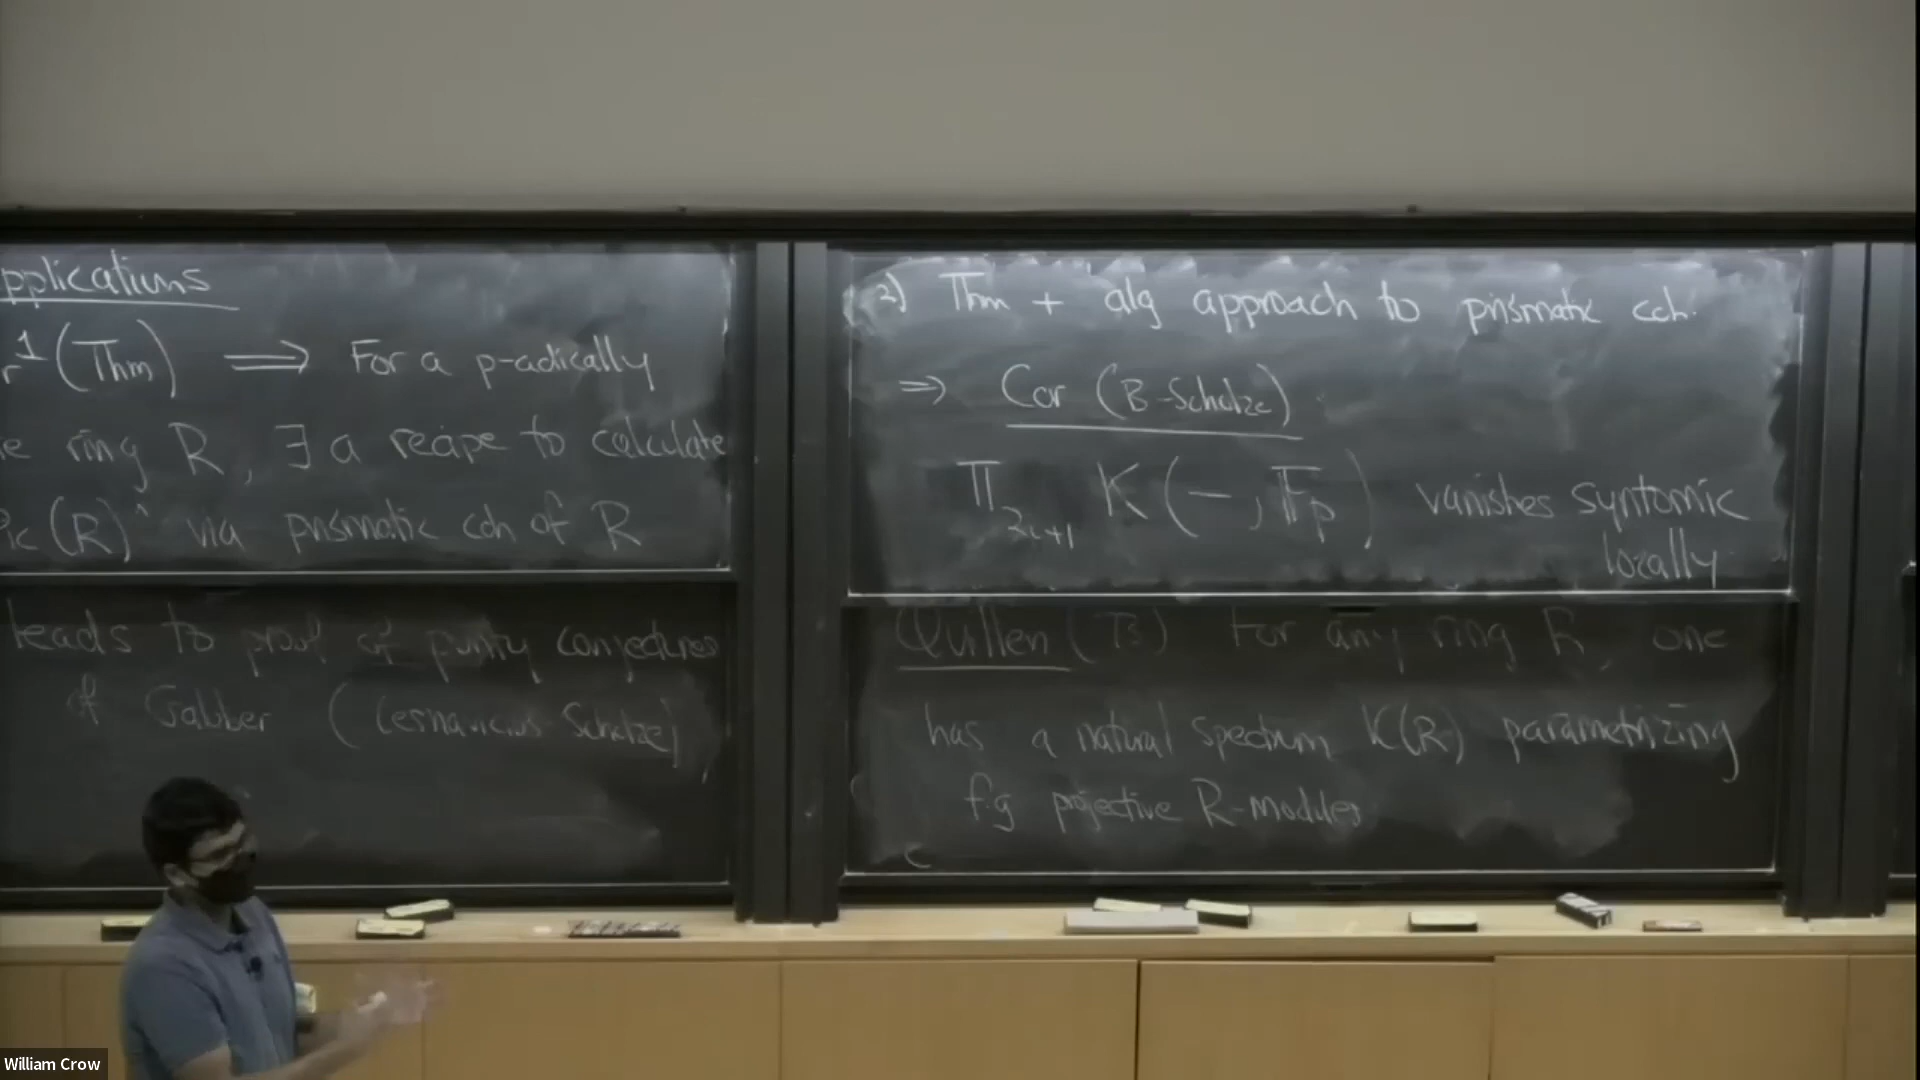 pplications
r^1 (Thm) ⟹ For a p-adically
e ring R, ∃ a recipe to calculate
ic (R)^ via prismatic coh of R
leads to proof of purity conjectures
of Gabber (Cesnavicius-Scholze)
2) Thm + alg approach to prismatic coh.
⇒ Cor (B-Scholze)
π_{2i+1} K(-, 𝔽_p) vanishes syntomic
locally
Quillen (73) For any ring R, one
has a natural spectrum K(R) parametrizing
f.g projective R-modules
William Crow